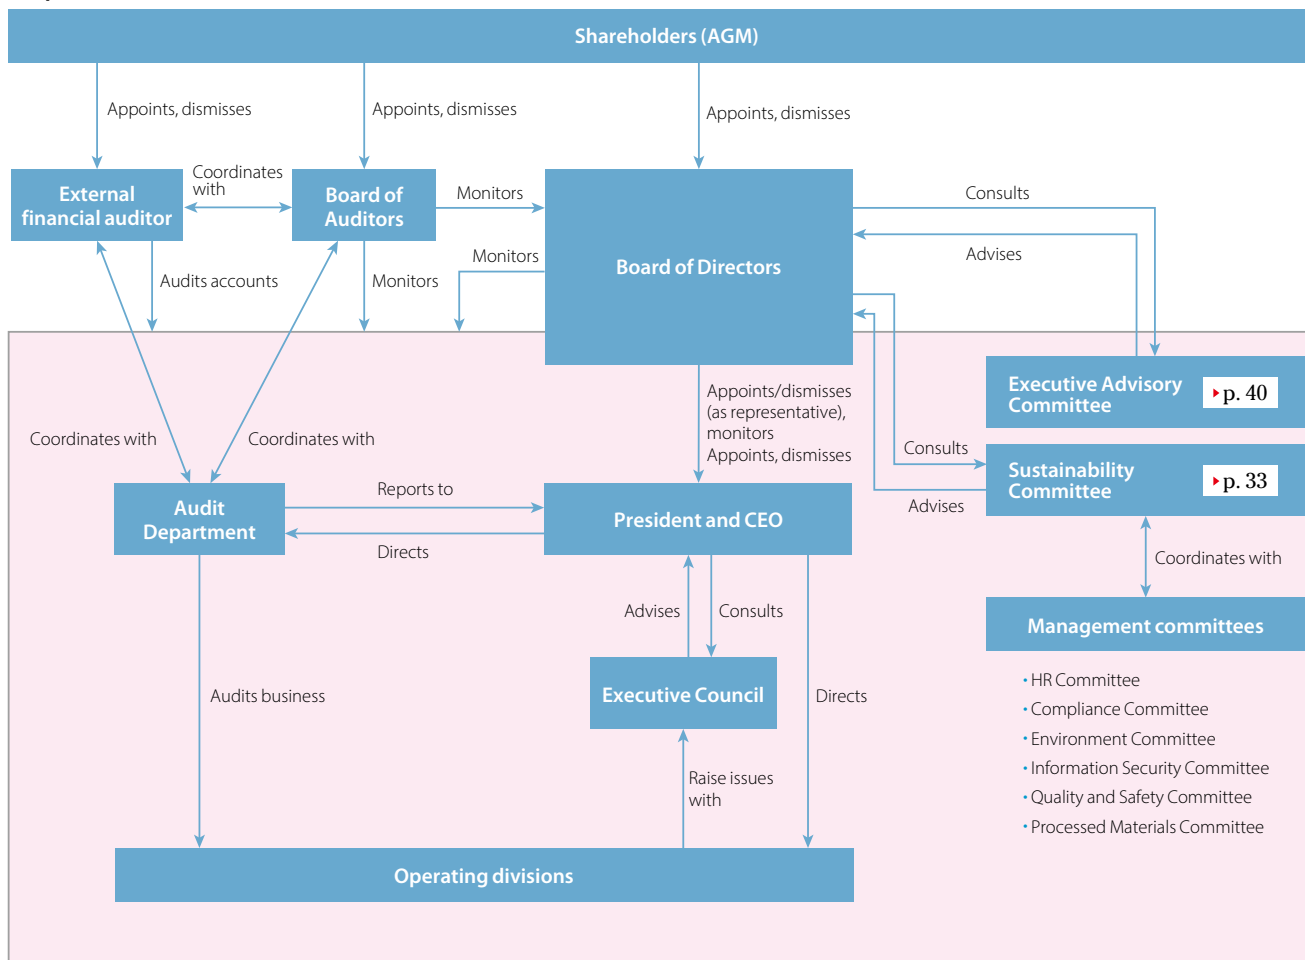 Shareholders (AGM)
Appoints, dismisses
Appoints, dismisses
Appoints, dismisses
External
financial auditor
Coordinates
with
Board of
Auditors
Monitors
Board of Directors
Consults
Advises
Monitors
Audits accounts
Monitors
Executive Advisory
Committee
p. 40
Appoints/dismisses
(as representative),
monitors
Appoints, dismisses
Coordinates with
Coordinates with
Consults
Advises
Sustainability
Committee
p. 33
Audit
Department
Reports to
Directs
President and CEO
Coordinates with
Advises
Consults
Management committees
Executive Council
Audits business
Directs
• HR Committee
• Compliance Committee
• Environment Committee
• Information Security Committee
• Quality and Safety Committee
• Processed Materials Committee
Raise issues
with
Operating divisions